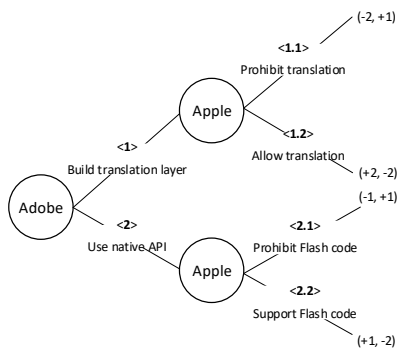 (-2, +1)
<1.1>
Prohibit translation
Apple
<1.2>
<1>
Allow translation
Build translation layer
(+2, -2)
(-1, +1)
Adobe
<2>
<2.1>
Use native API
Prohibit Flash code
Apple
<2.2>
Support Flash code
(+1, -2)